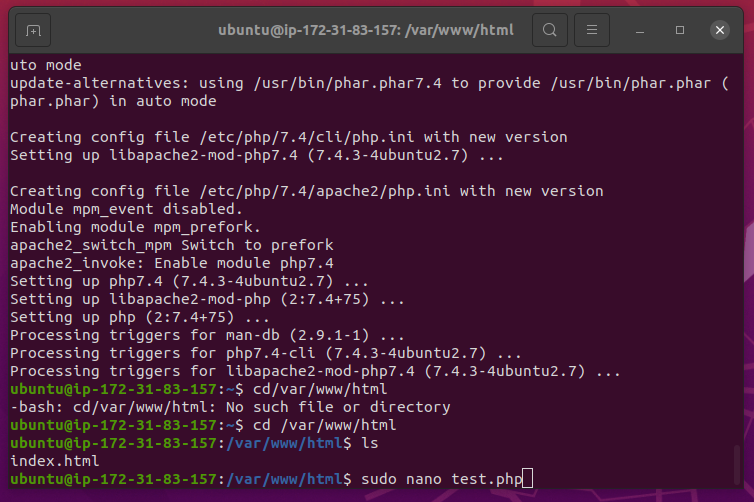 ubuntu@ip-172-31-83-157: /var/www/html
uto mode
update-alternatives: using /usr/bin/phar.phar7.4 to provide /usr/bin/phar.phar (
phar.phar) in auto mode
Creating config file /etc/php/7.4/cli/php.ini with new version
Setting up libapache2-mod-php7.4 (7.4.3-4ubuntu2.7) ...
Creating config file /etc/php/7.4/apache2/php.ini with new version
Module mpm_event disabled.
Enabling module mpm_prefork.
apache2_switch_mpm Switch to prefork
apache2_invoke: Enable module php7.4
Setting up php7.4 (7.4.3-4ubuntu2.7) ...
Setting up libapache2-mod-php (2:7.4+75) ...
Setting up php (2:7.4+75) ...
Processing triggers for man-db (2.9.1-1) ...
Processing triggers for php7.4-cli (7.4.3-4ubuntu2.7) ...
Processing triggers for libapache2-mod-php7.4 (7.4.3-4ubuntu2.7) ...
ubuntu@ip-172-31-83-157:~$ cd/var/www/html
-bash: cd/var/www/html: No such file or directory
ubuntu@ip-172-31-83-157:~$ cd /var/www/html
ubuntu@ip-172-31-83-157:/var/www/html$ ls
index.html
ubuntu@ip-172-31-83-157:/var/www/html$ sudo nano test.php